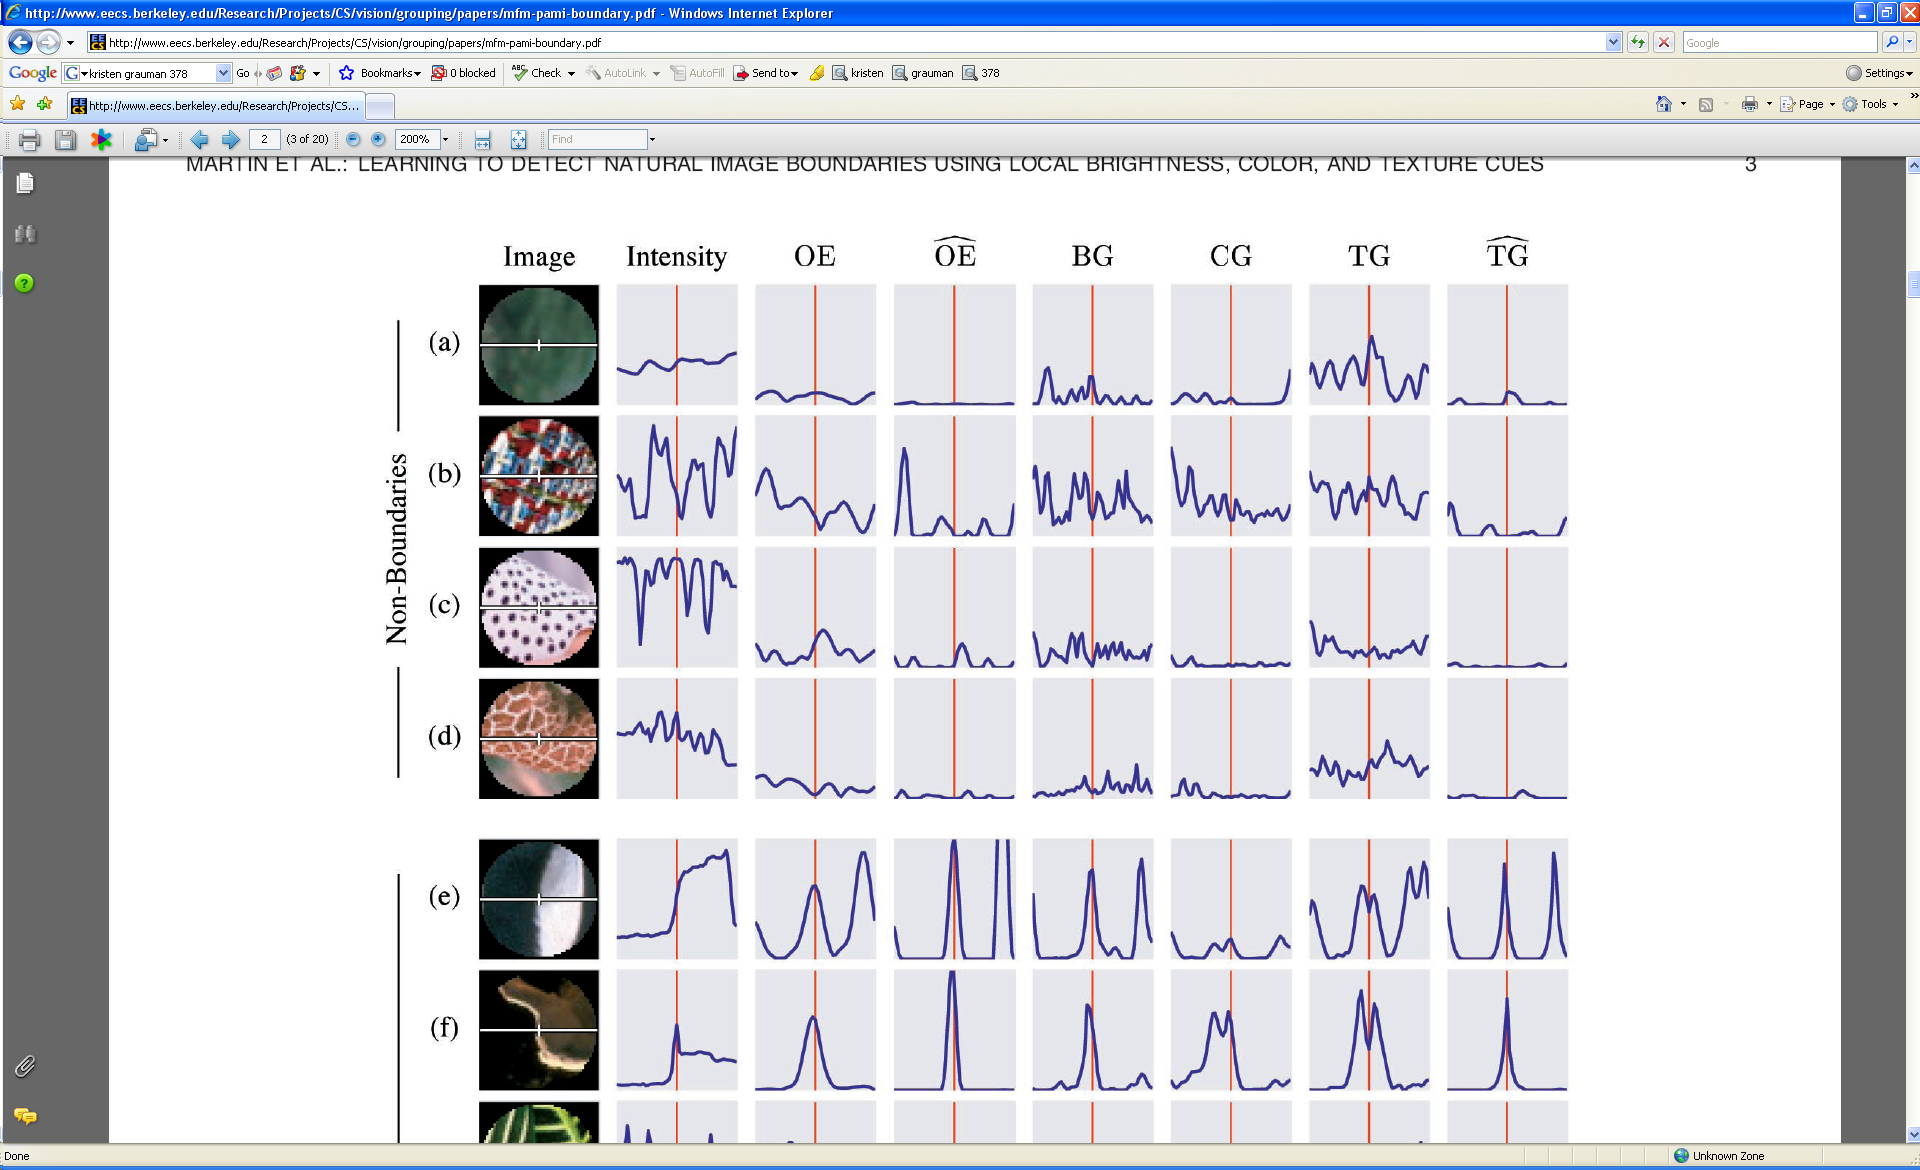 http://www.eecs.berkeley.edu/Research/Projects/CS/vision/grouping/papers/mfm-pami-boundary.pdf - Windows Internet Explorer
http://www.eecs.berkeley.edu/Research/Projects/CS/vision/grouping/papers/mfm-pami-boundary.pdf Google
Google G kristen grauman 378 Go Bookmarks 0 blocked ABC Check AutoLink AutoFill Send to kristen grauman 378 Settings
EECS http://www.eecs.berkeley.edu/Research/Projects/CS... Page Tools
2 (3 of 20) 200% Find
MARTIN ET AL.: LEARNING TO DETECT NATURAL IMAGE BOUNDARIES USING LOCAL BRIGHTNESS, COLOR, AND TEXTURE CUES 3
Image Intensity OE ÔE BG CG TG T̂G
Non-Boundaries
(a)
(b)
(c)
(d)
(e)
(f)
Done Unknown Zone